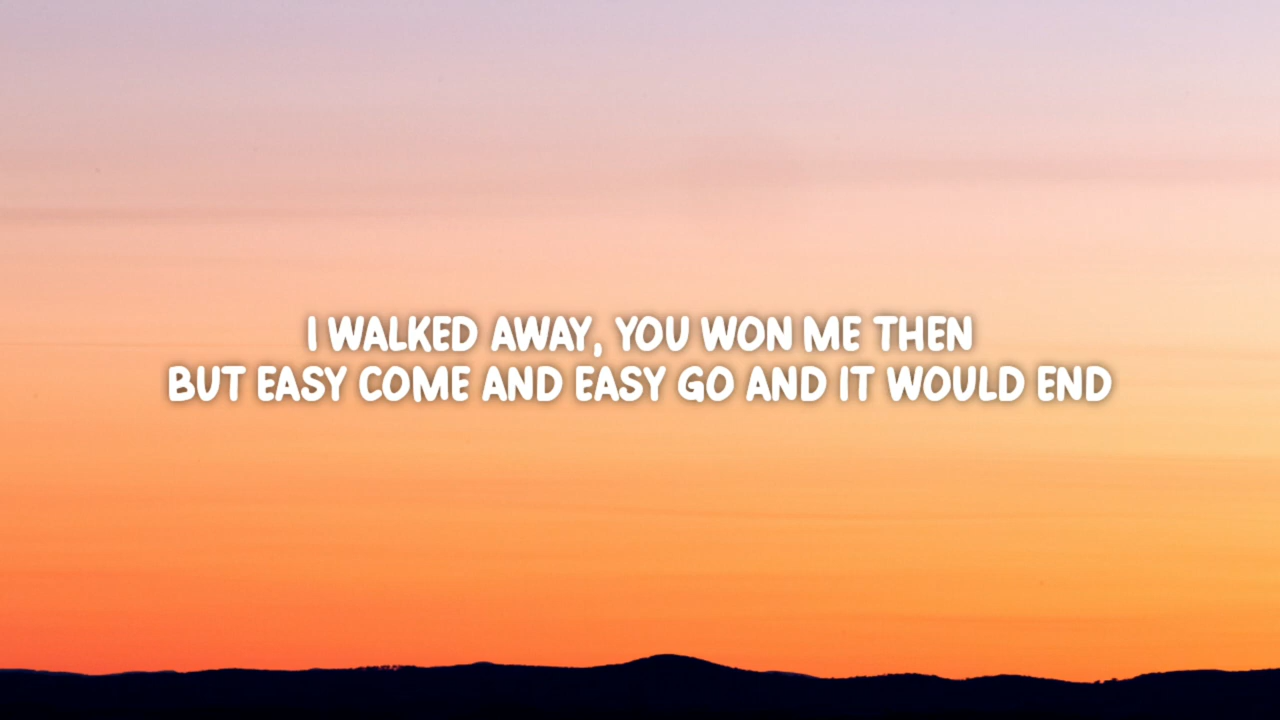 I WALKED AWAY, YOU WON ME THEN
BUT EASY COME AND EASY GO AND IT WOULD END